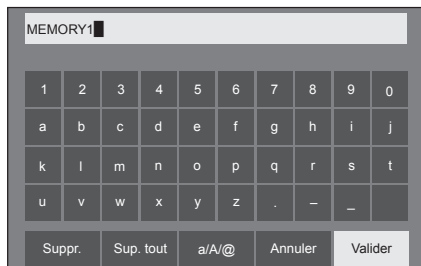 MEMORY1
1 2 3 4 5 6 7 8 9 0
a b c d e f g h i j
k l m n o p q r s t
u v w x y z . – _
Suppr. Sup. tout a/A/@ Annuler Valider